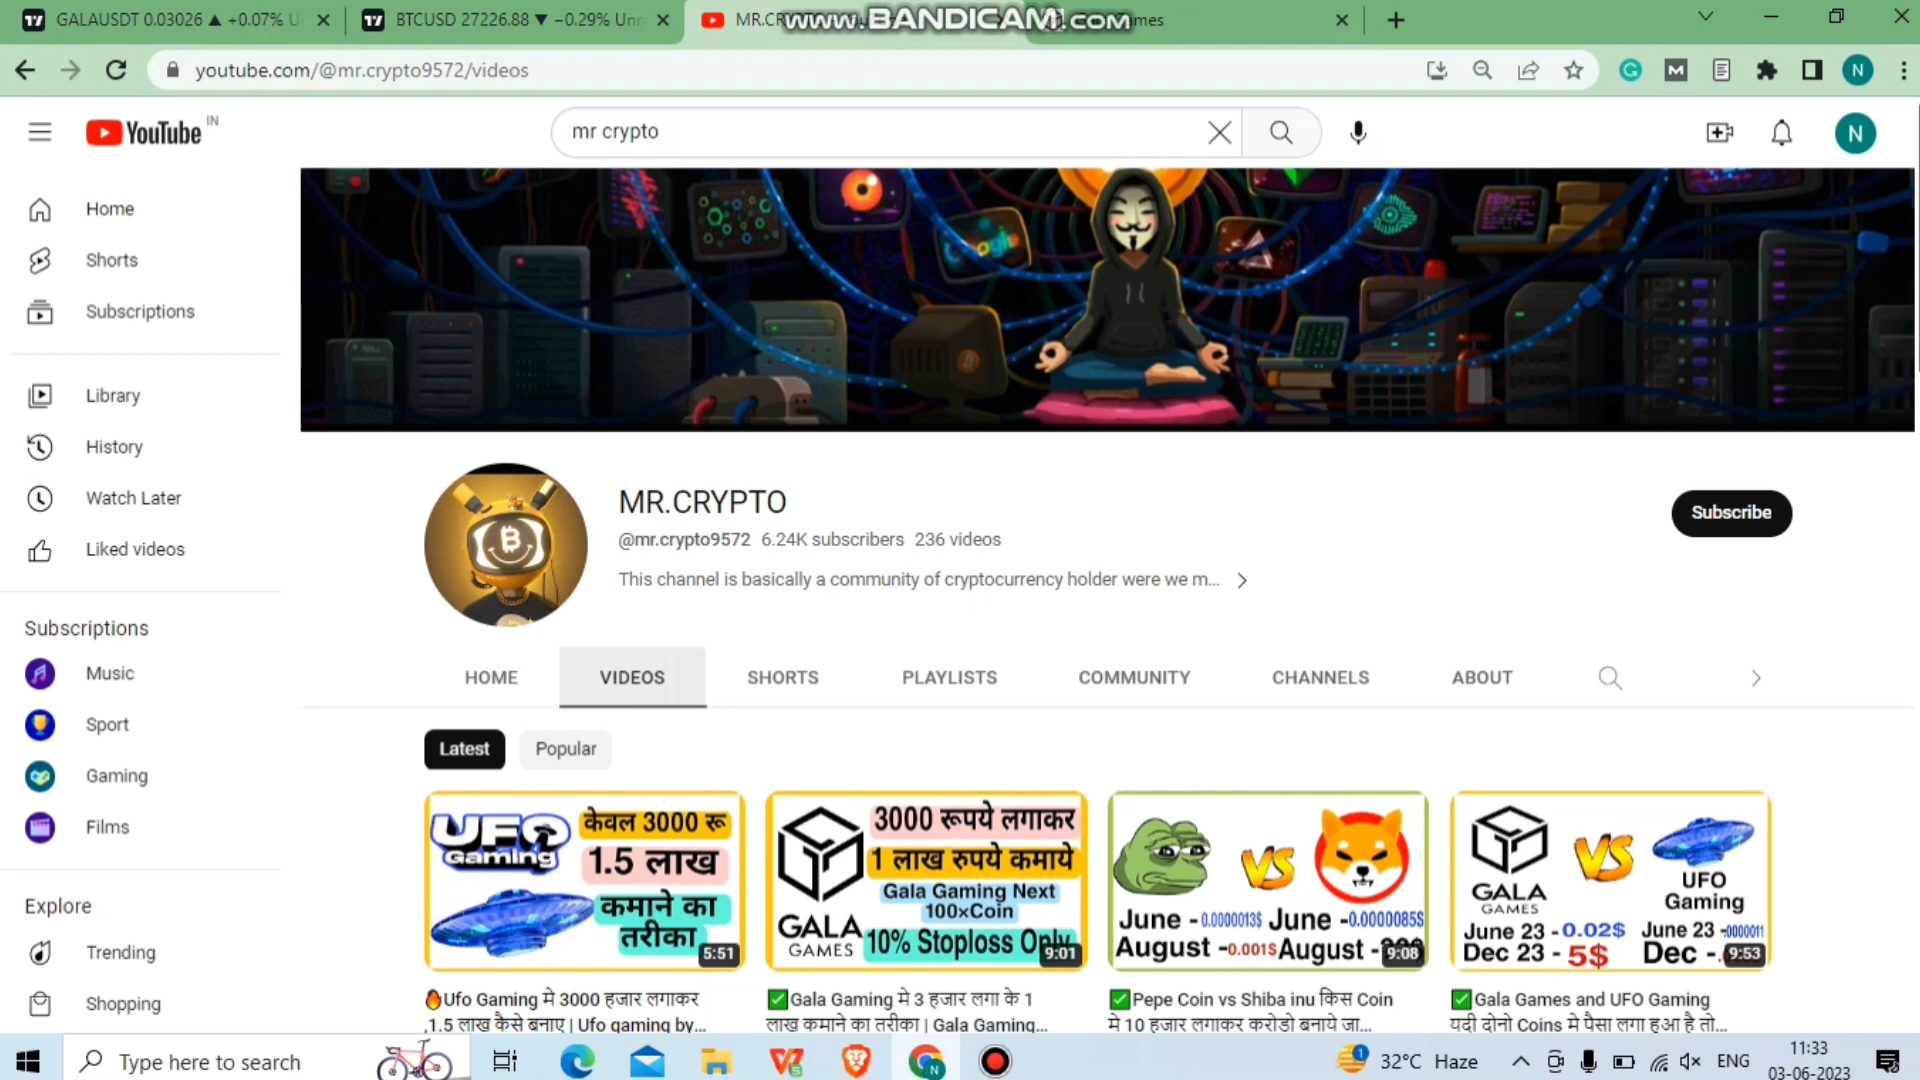 GALAUSDT 0.03026 ▲ +0.07%
BTCUSD 27226.88 ▼ −0.29% Unn
MR.C
www.BANDICAM.com
youtube.com/@mr.crypto9572/videos
N
YouTube IN
mr crypto
N
Home
Shorts
Subscriptions
Library
History
Watch Later
Liked videos
Subscriptions
Music
Sport
Gaming
Films
Explore
Trending
Shopping
MR.CRYPTO
@mr.crypto9572 6.24K subscribers 236 videos
This channel is basically a community of cryptocurrency holder were we m...
Subscribe
HOME VIDEOS SHORTS PLAYLISTS COMMUNITY CHANNELS ABOUT
Latest Popular
UFO Gaming
केवल 3000 रू
1.5 लाख
कमाने का
तरीका
5:51
🔥Ufo Gaming मे 3000 हजार लगाकर
,1.5 लाख कैसे बनाए | Ufo gaming by...
GALA
GAMES
3000 रूपये लगाकर
1 लाख रुपये कमाये
Gala Gaming Next
100×Coin
10% Stoploss Only
9:01
✅Gala Gaming मे 3 हजार लगा के 1
लाख कमाने का तरीका | Gala Gaming...
VS
June -0.0000013$ June -0.0000085$
August -0.001$ August -
9:08
✅Pepe Coin vs Shiba inu किस Coin
मे 10 हजार लगाकर करोडो बनाये जा...
GALA
GAMES
VS
UFO
Gaming
June 23 -0.02$ June 23 -.0000011
Dec 23 - 5$ Dec -
9:53
✅Gala Games and UFO Gaming
यदी दोनो Coins मे पैसा लगा हुआ है तो...
Type here to search
32°C Haze
ENG
11:33
03-06-2023